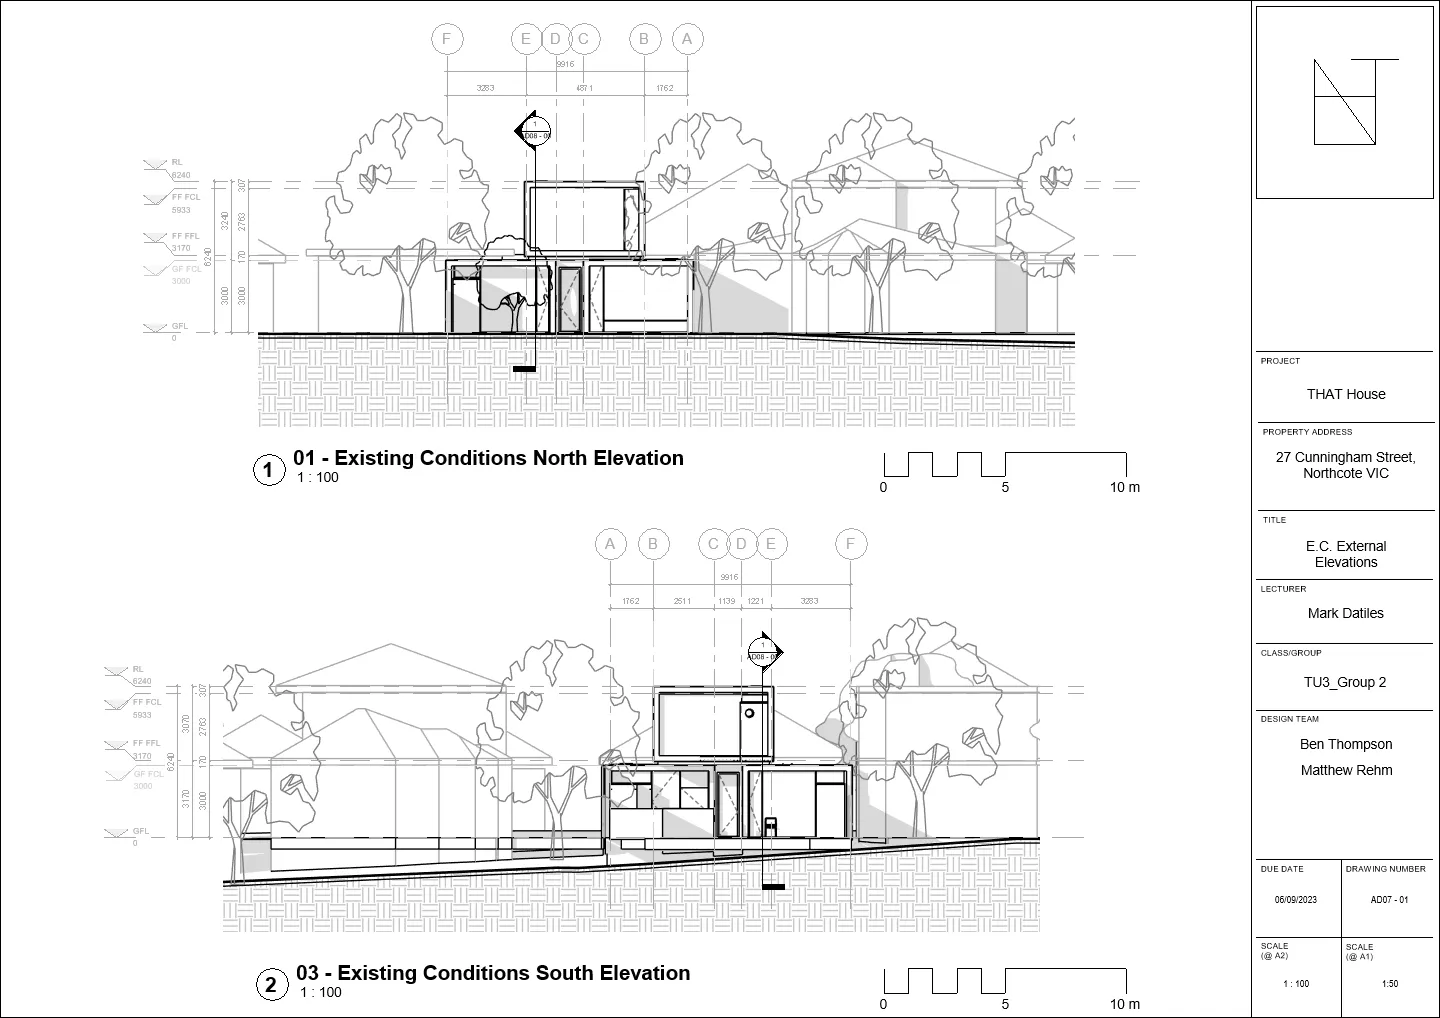 F E D C B A
9916
3283 4871 1762
1
AD08 - 0
RL
6240
FF FCL
5933
FF FFL
3170
GF FCL
3000
GFL
0
6240
3240
3000
307
2763
170
3000
1
01 - Existing Conditions North Elevation
1 : 100
0 5 10 m
A B C D E F
9916
1762 2511 1139 1221 3283
1
AD08 - 0
RL
6240
FF FCL
5933
FF FFL
3170
GF FCL
3000
GFL
0
6240
3070
3170
307
2763
170
3000
2
03 - Existing Conditions South Elevation
1 : 100
0 5 10 m
PROJECT
THAT House
PROPERTY ADDRESS
27 Cunningham Street,
Northcote VIC
TITLE
E.C. External
Elevations
LECTURER
Mark Datiles
CLASS/GROUP
TU3_Group 2
DESIGN TEAM
Ben Thompson
Matthew Rehm
DUE DATE
06/09/2023
DRAWING NUMBER
AD07 - 01
SCALE
(@ A2)
1 : 100
SCALE
(@ A1)
1:50